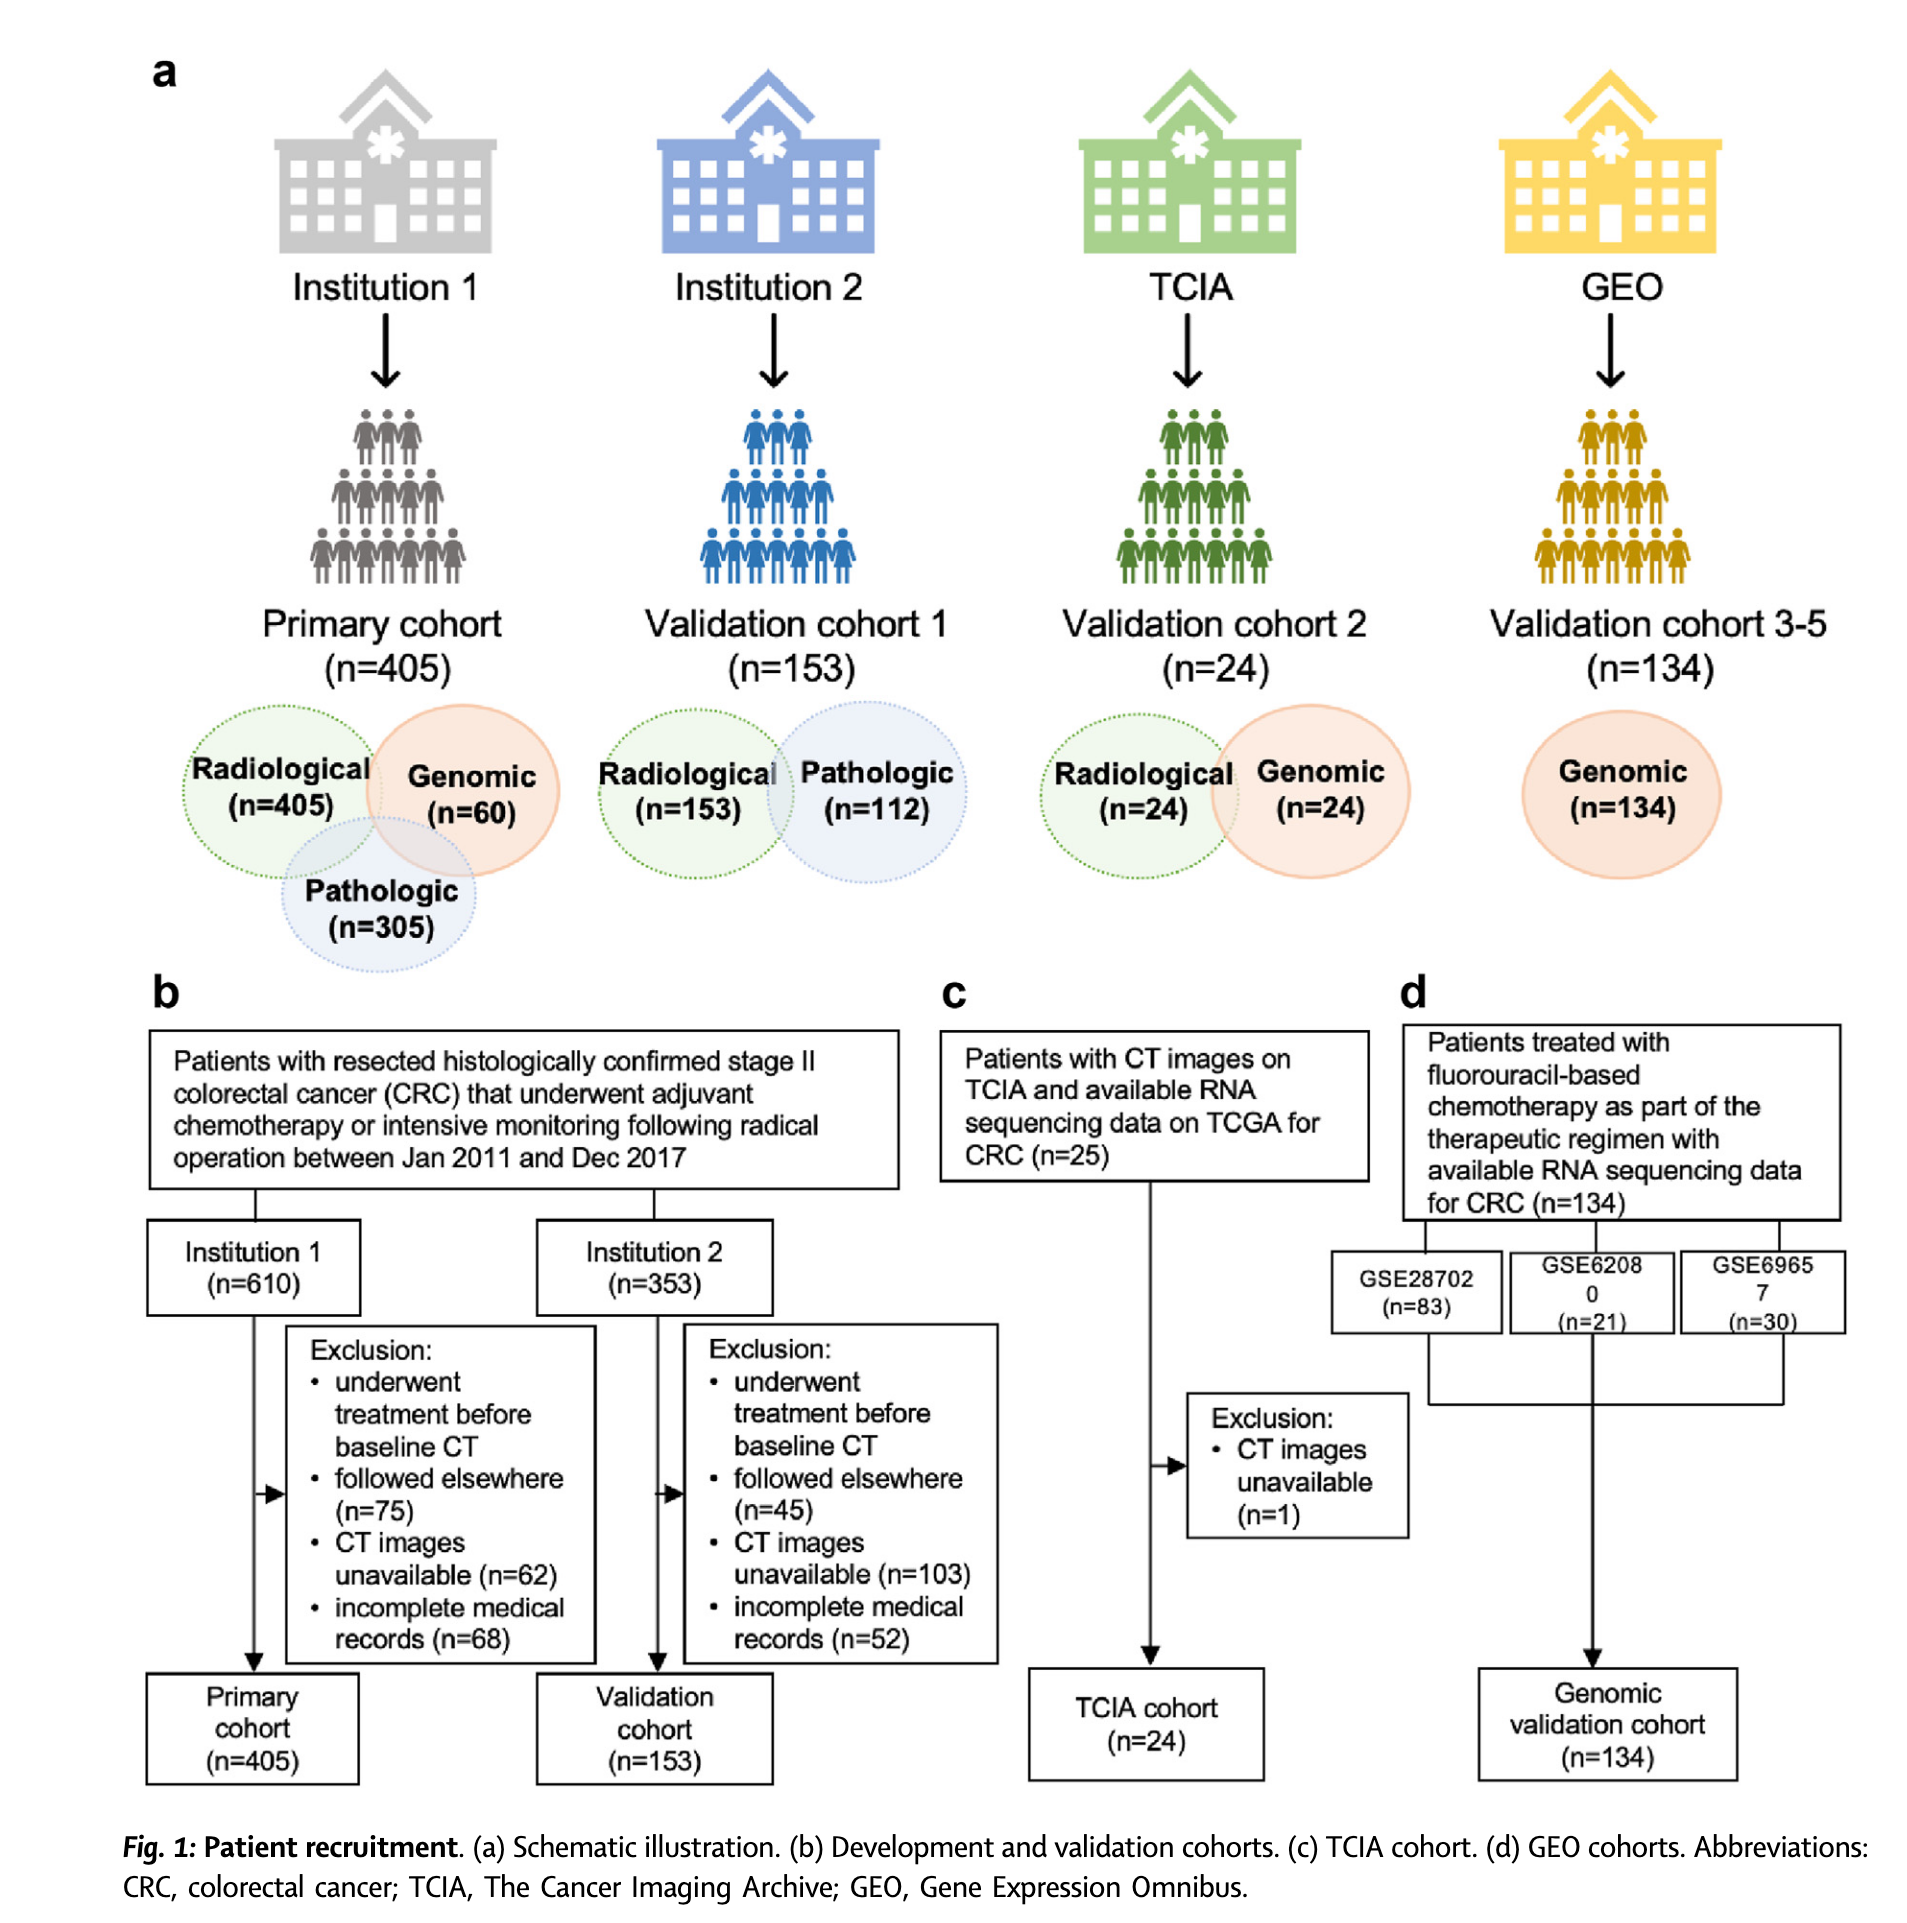 a
Institution 1
Institution 2
TCIA
GEO
Primary cohort
(n=405)
Validation cohort 1
(n=153)
Validation cohort 2
(n=24)
Validation cohort 3-5
(n=134)
Radiological
(n=405)
Genomic
(n=60)
Pathologic
(n=305)
Radiological
(n=153)
Pathologic
(n=112)
Radiological
(n=24)
Genomic
(n=24)
Genomic
(n=134)
b
Patients with resected histologically confirmed stage II
colorectal cancer (CRC) that underwent adjuvant
chemotherapy or intensive monitoring following radical
operation between Jan 2011 and Dec 2017
Institution 1
(n=610)
Institution 2
(n=353)
Exclusion:
• underwent
treatment before
baseline CT
• followed elsewhere
(n=75)
• CT images
unavailable (n=62)
• incomplete medical
records (n=68)
Exclusion:
• underwent
treatment before
baseline CT
• followed elsewhere
(n=45)
• CT images
unavailable (n=103)
• incomplete medical
records (n=52)
Primary
cohort
(n=405)
Validation
cohort
(n=153)
c
Patients with CT images on
TCIA and available RNA
sequencing data on TCGA for
CRC (n=25)
Exclusion:
• CT images
unavailable
(n=1)
TCIA cohort
(n=24)
d
Patients treated with
fluorouracil-based
chemotherapy as part of the
therapeutic regimen with
available RNA sequencing data
for CRC (n=134)
GSE28702
(n=83)
GSE6208
0
(n=21)
GSE6965
7
(n=30)
Genomic
validation cohort
(n=134)
Fig. 1: Patient recruitment. (a) Schematic illustration. (b) Development and validation cohorts. (c) TCIA cohort. (d) GEO cohorts. Abbreviations:
CRC, colorectal cancer; TCIA, The Cancer Imaging Archive; GEO, Gene Expression Omnibus.